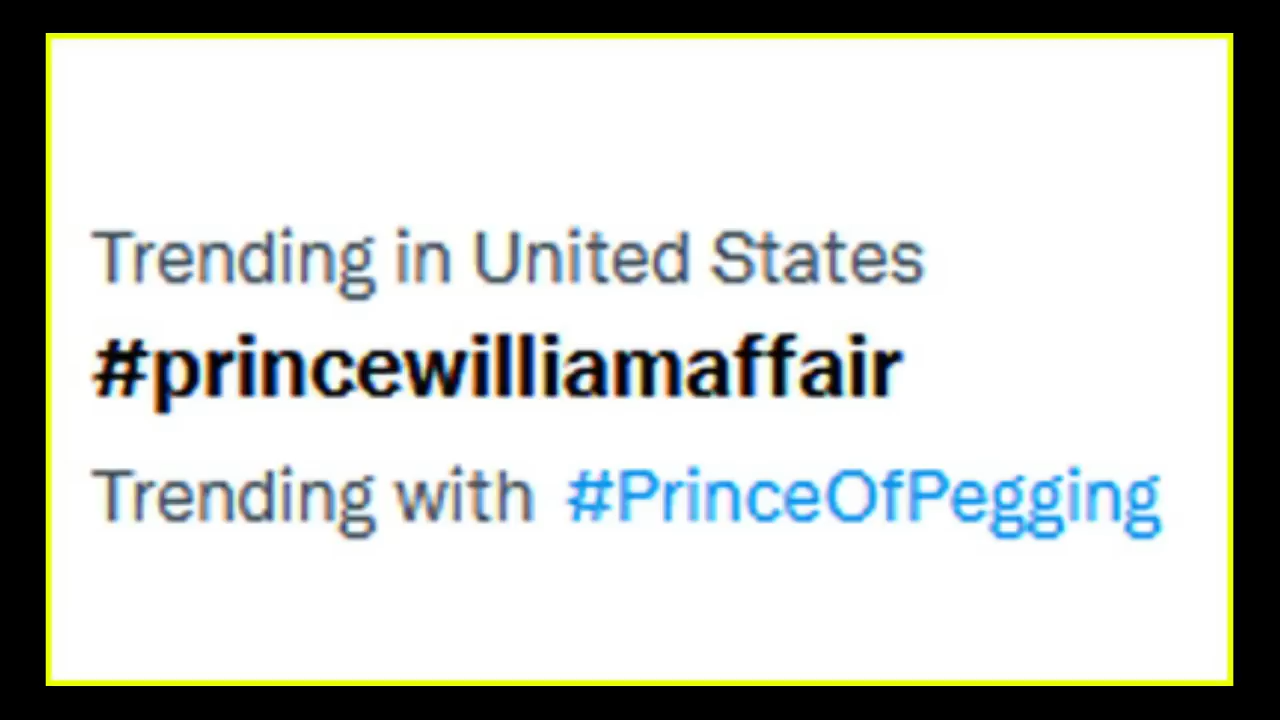 Trending in United States
#princewilliamaffair
Trending with #PrinceOfPegging